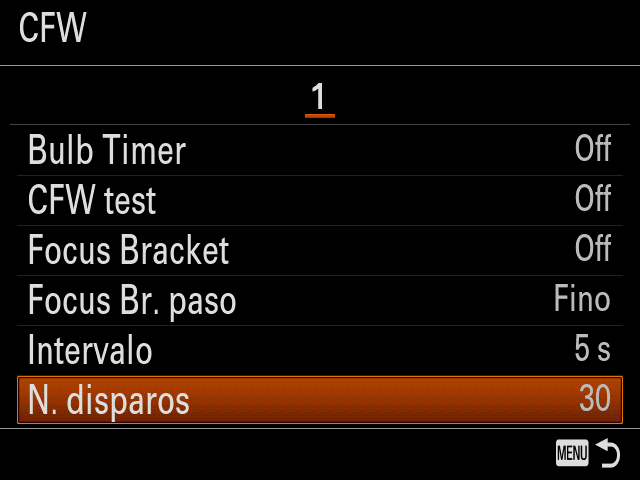 CFW
1
Bulb Timer Off
CFW test Off
Focus Bracket Off
Focus Br. paso Fino
Intervalo 5 s
N. disparos 30
MENU